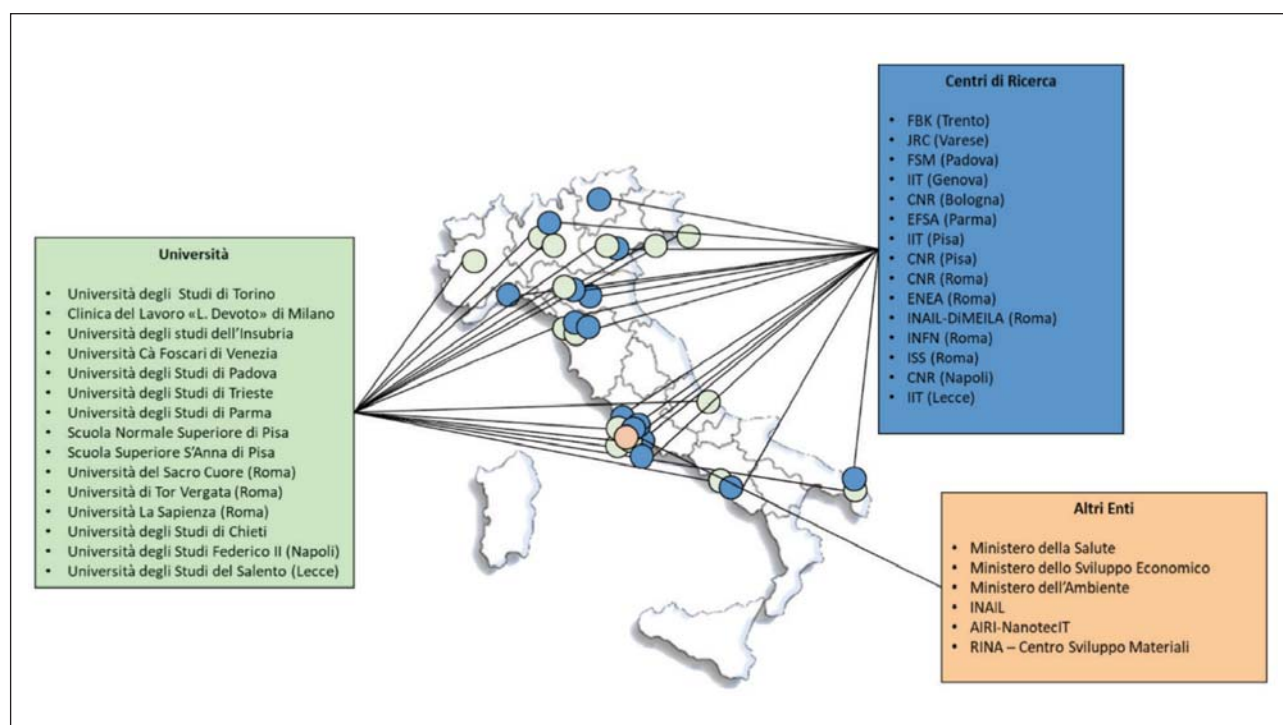 Università
• Università degli Studi di Torino
• Clinica del Lavoro «L. Devoto» di Milano
• Università degli studi dell'Insubria
• Università Cà Foscari di Venezia
• Università degli Studi di Padova
• Università degli Studi di Trieste
• Università degli Studi di Parma
• Scuola Normale Superiore di Pisa
• Scuola Superiore S'Anna di Pisa
• Università del Sacro Cuore (Roma)
• Università di Tor Vergata (Roma)
• Università La Sapienza (Roma)
• Università degli Studi di Chieti
• Università degli Studi Federico II (Napoli)
• Università degli Studi del Salento (Lecce)
Centri di Ricerca
• FBK (Trento)
• JRC (Varese)
• FSM (Padova)
• IIT (Genova)
• CNR (Bologna)
• EFSA (Parma)
• IIT (Pisa)
• CNR (Pisa)
• CNR (Roma)
• ENEA (Roma)
• INAIL-DiMEILA (Roma)
• INFN (Roma)
• ISS (Roma)
• CNR (Napoli)
• IIT (Lecce)
Altri Enti
• Ministero della Salute
• Ministero dello Sviluppo Economico
• Ministero dell'Ambiente
• INAIL
• AIRI-NanotecIT
• RINA – Centro Sviluppo Materiali